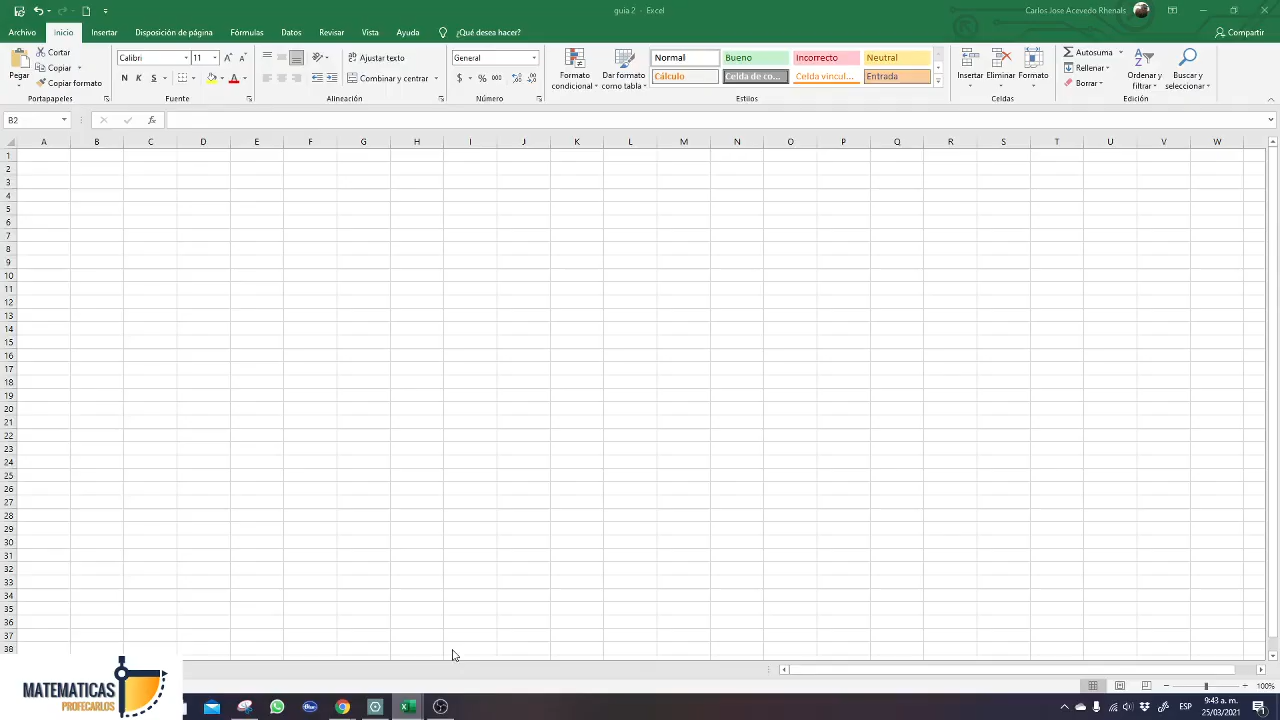 guia 2 - Excel
Carlos Jose Acevedo Rhenals
Archivo Inicio Insertar Disposición de página Fórmulas Datos Revisar Vista Ayuda ¿Qué desea hacer? Compartir
Pegar
Cortar
Copiar
Copiar formato
Portapapeles
Calibri 11
N K S
Fuente
Ajustar texto
Combinar y centrar
Alineación
General
$ % 000
Número
Formato condicional
Dar formato como tabla
Normal Bueno Incorrecto Neutral
Cálculo Celda de co... Celda vincul... Entrada
Estilos
Insertar Eliminar Formato
Celdas
Autosuma
Rellenar
Borrar
Ordenar y filtrar
Buscar y seleccionar
Edición
B2
fx
A B C D E F G H I J K L M N O P Q R S T U V W
1
2
3
4
5
6
7
8
9
10
11
12
13
14
15
16
17
18
19
20
21
22
23
24
25
26
27
28
29
30
31
32
33
34
35
36
37
38
MATEMATICAS
PROFECARLOS
100%
ESP
9:43 a. m.
25/03/2021